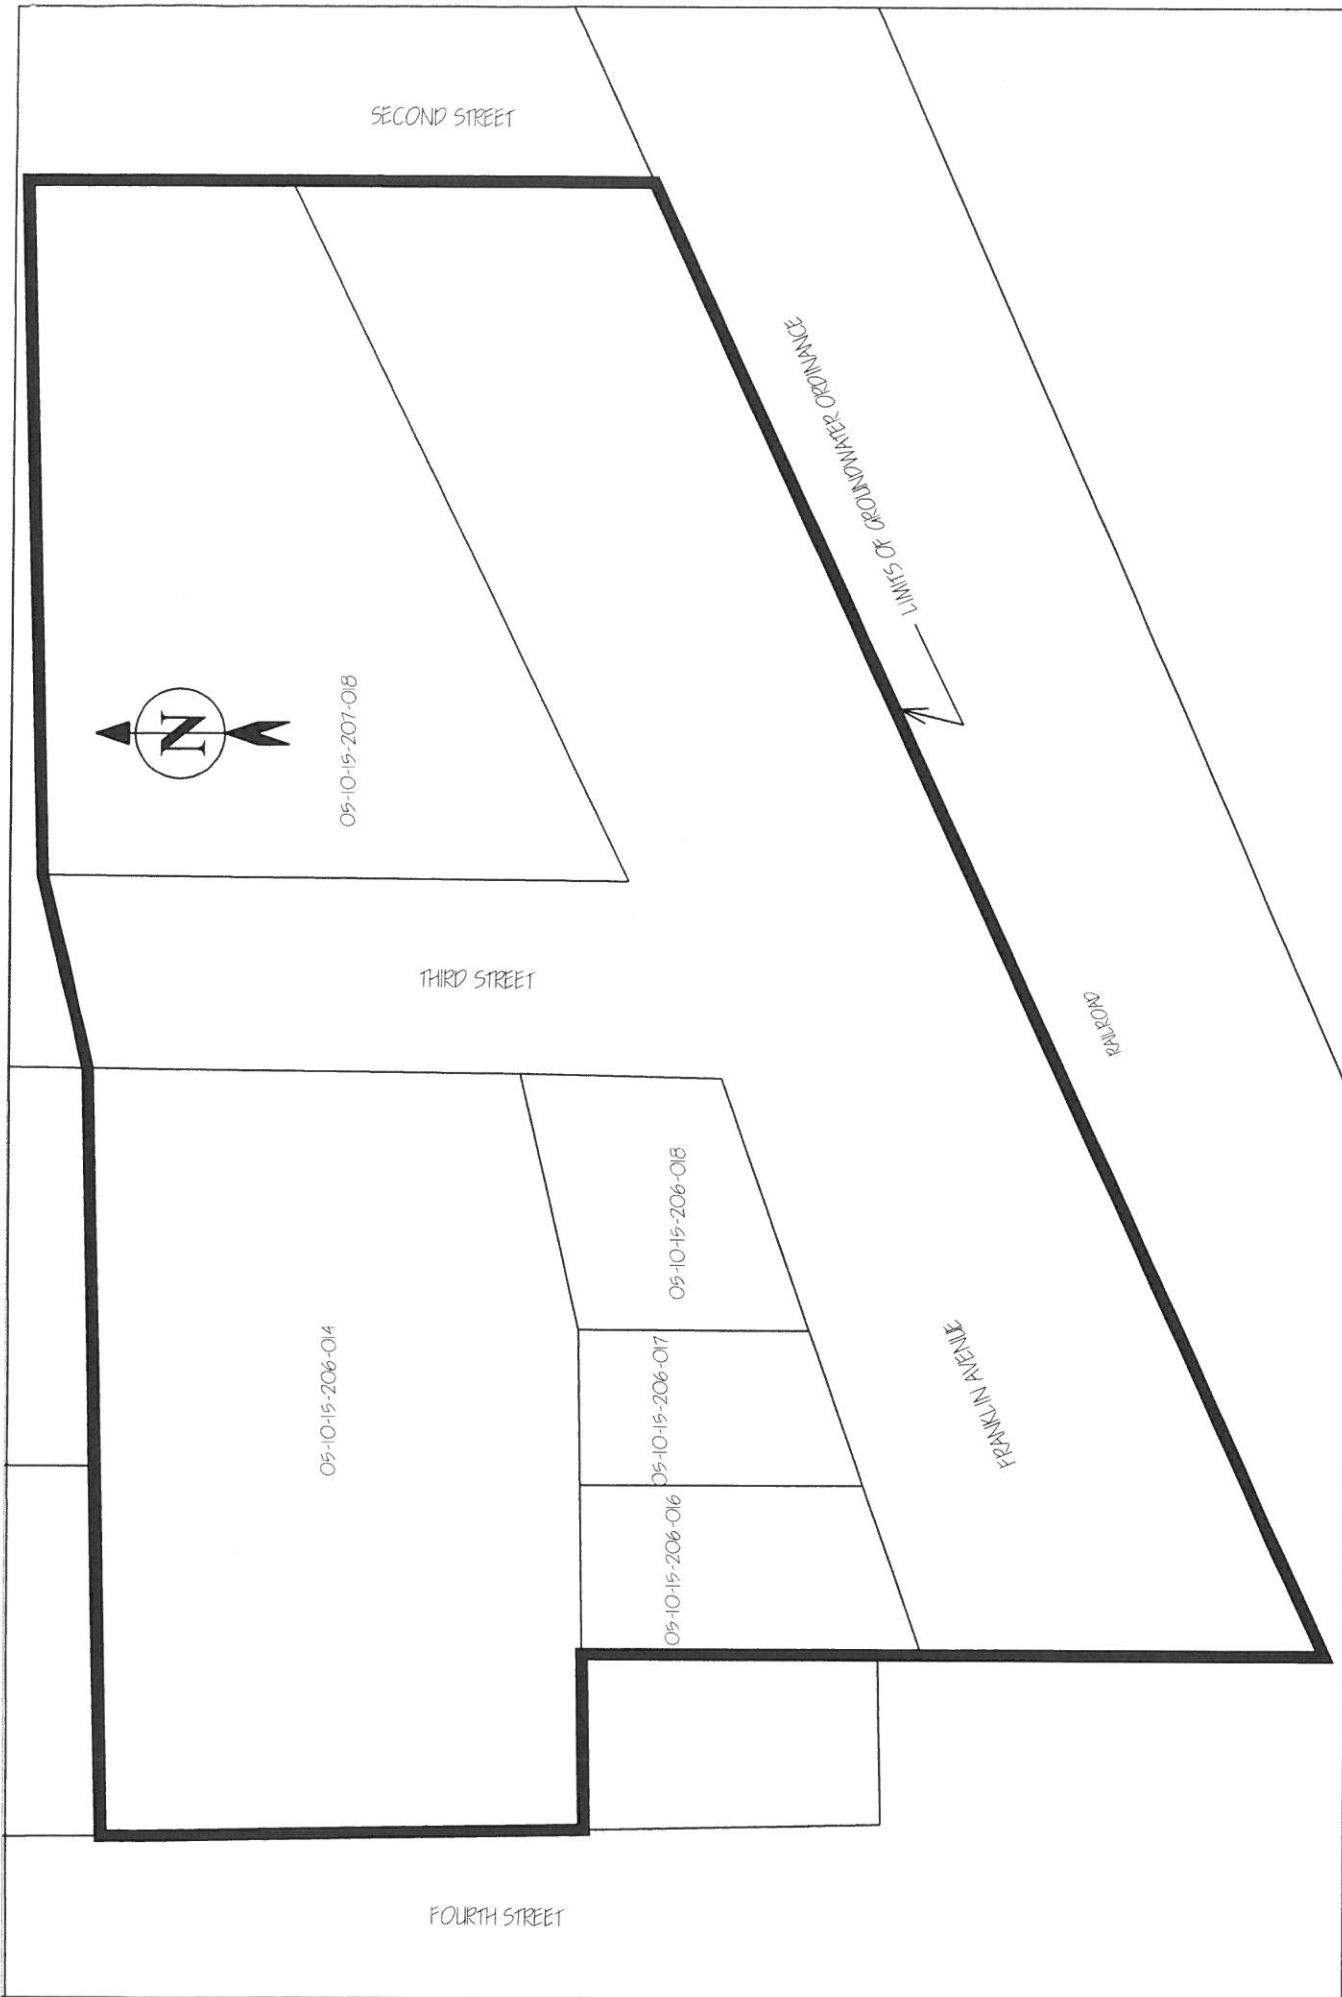 SECOND STREET
LIMITS OF GROUNDWATER ORDINANCE
N
05-10-15-207-018
THIRD STREET
RAILROAD
05-10-15-206-018
05-10-15-206-014
05-10-15-206-017
FRANKLIN AVENUE
05-10-15-206-016
FOURTH STREET